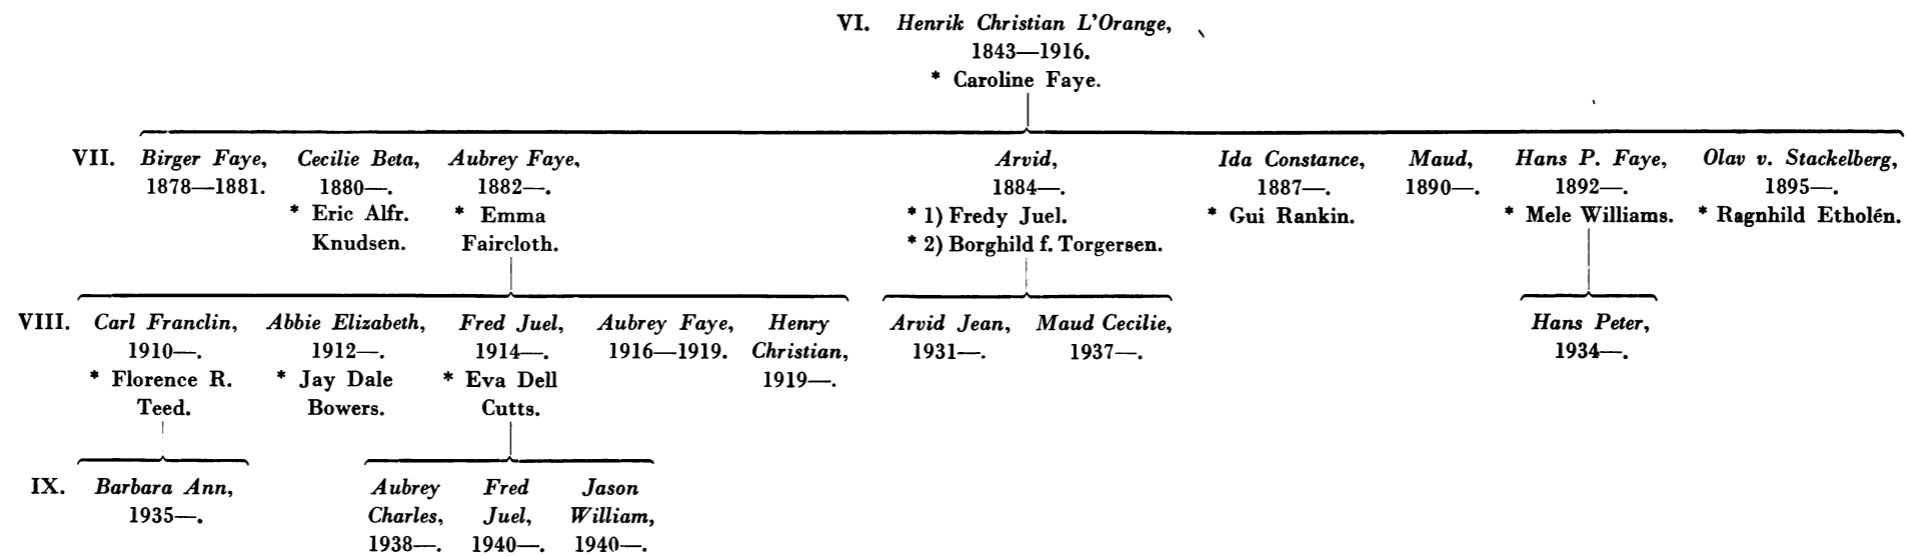 VI. Henrik Christian L'Orange,
1843—1916.
* Caroline Faye.
VII. Birger Faye,
1878—1881.
Cecilie Beta,
1880—.
* Eric Alfr.
Knudsen.
Aubrey Faye,
1882—.
* Emma
Faircloth.
Arvid,
1884—.
* 1) Fredy Juel.
* 2) Borghild f. Torgersen.
Ida Constance,
1887—.
* Gui Rankin.
Maud,
1890—.
Hans P. Faye,
1892—.
* Mele Williams.
Olav v. Stackelberg,
1895—.
* Ragnhild Etholén.
VIII. Carl Franclin,
1910—.
* Florence R.
Teed.
Abbie Elizabeth,
1912—.
* Jay Dale
Bowers.
Fred Juel,
1914—.
* Eva Dell
Cutts.
Aubrey Faye,
1916—1919.
Henry
Christian,
1919—.
Arvid Jean,
1931—.
Maud Cecilie,
1937—.
Hans Peter,
1934—.
IX. Barbara Ann,
1935—.
Aubrey
Charles,
1938—.
Fred
Juel,
1940—.
Jason
William,
1940—.